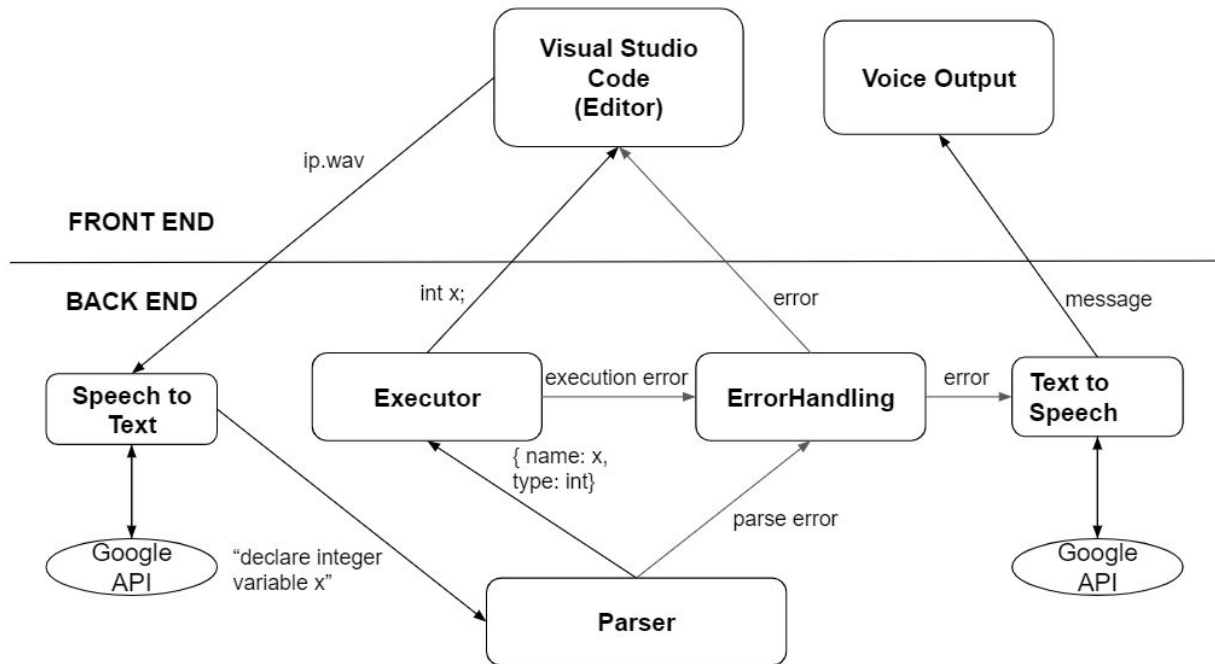 Visual Studio
Code
(Editor)
Voice Output
ip.wav
FRONT END
BACK END
int x;
error
message
Speech to
Text
Executor
execution error
ErrorHandling
error
Text to
Speech
{ name: x,
type: int}
parse error
Google
API
“declare integer
variable x”
Google
API
Parser